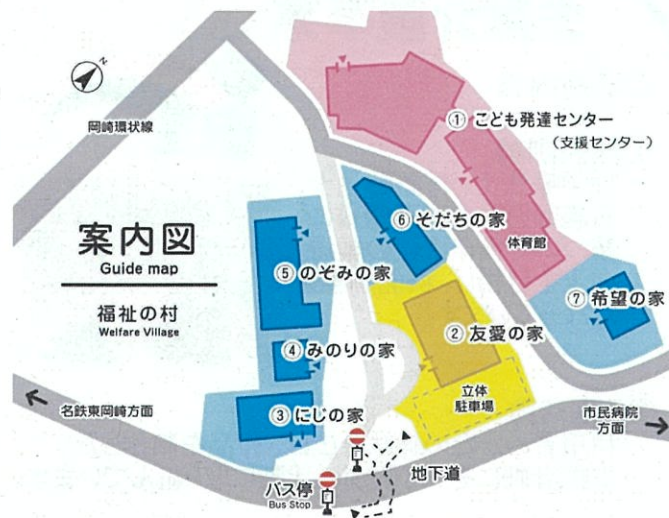 N
岡崎環状線
① こども発達センター
(支援センター)
体育館
案内図
Guide map
福祉の村
Welfare Village
⑥ そだちの家
⑤ のぞみの家
⑦ 希望の家
② 友愛の家
④ みのりの家
立体
駐車場
③ にじの家
名鉄東岡崎方面
市民病院
方面
地下道
バス停
Bus Stop